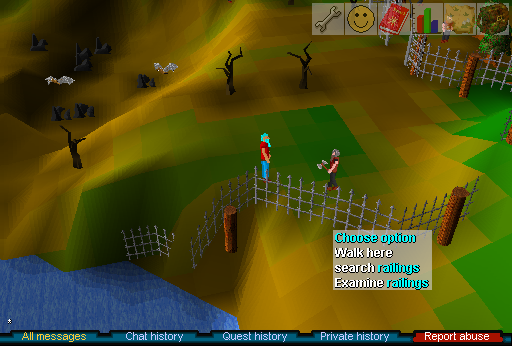 Choose option
Walk here
search railings
Examine railings
*
All messages
Chat history
Quest history
Private history
Report abuse